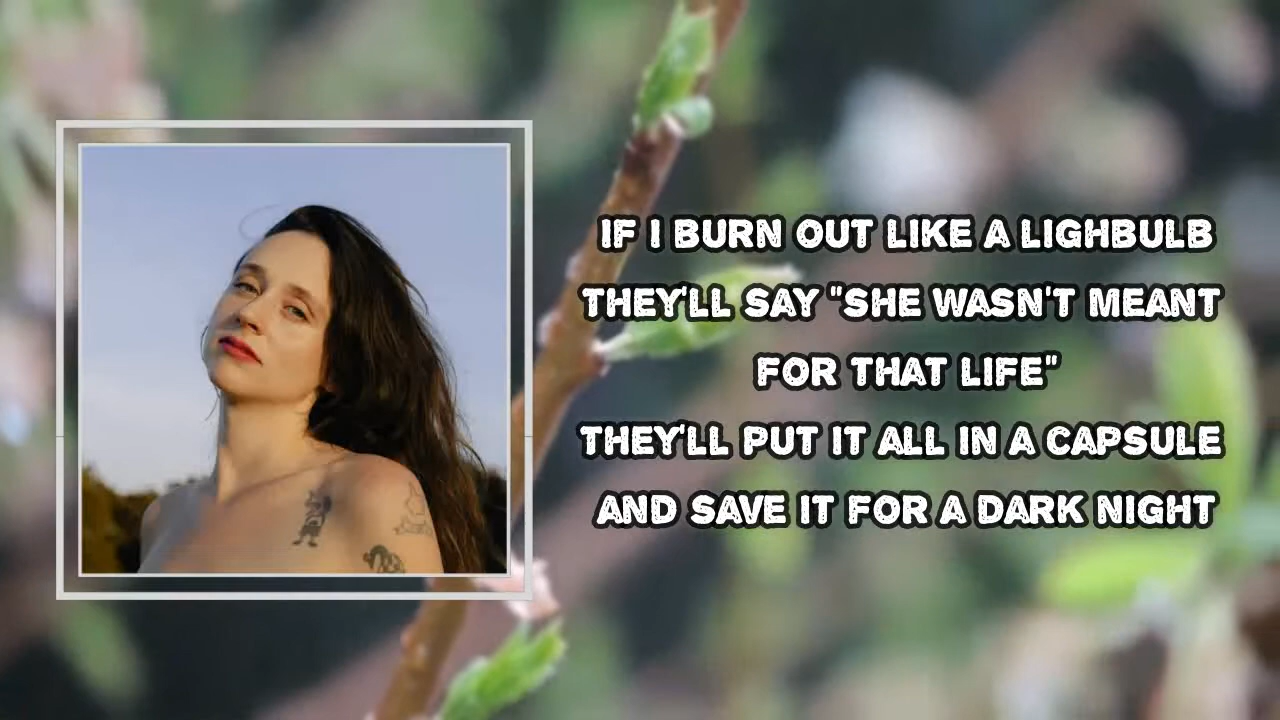 IF I BURN OUT LIKE A LIGHBULB
THEY'LL SAY "SHE WASN'T MEANT
FOR THAT LIFE"
THEY'LL PUT IT ALL IN A CAPSULE
AND SAVE IT FOR A DARK NIGHT